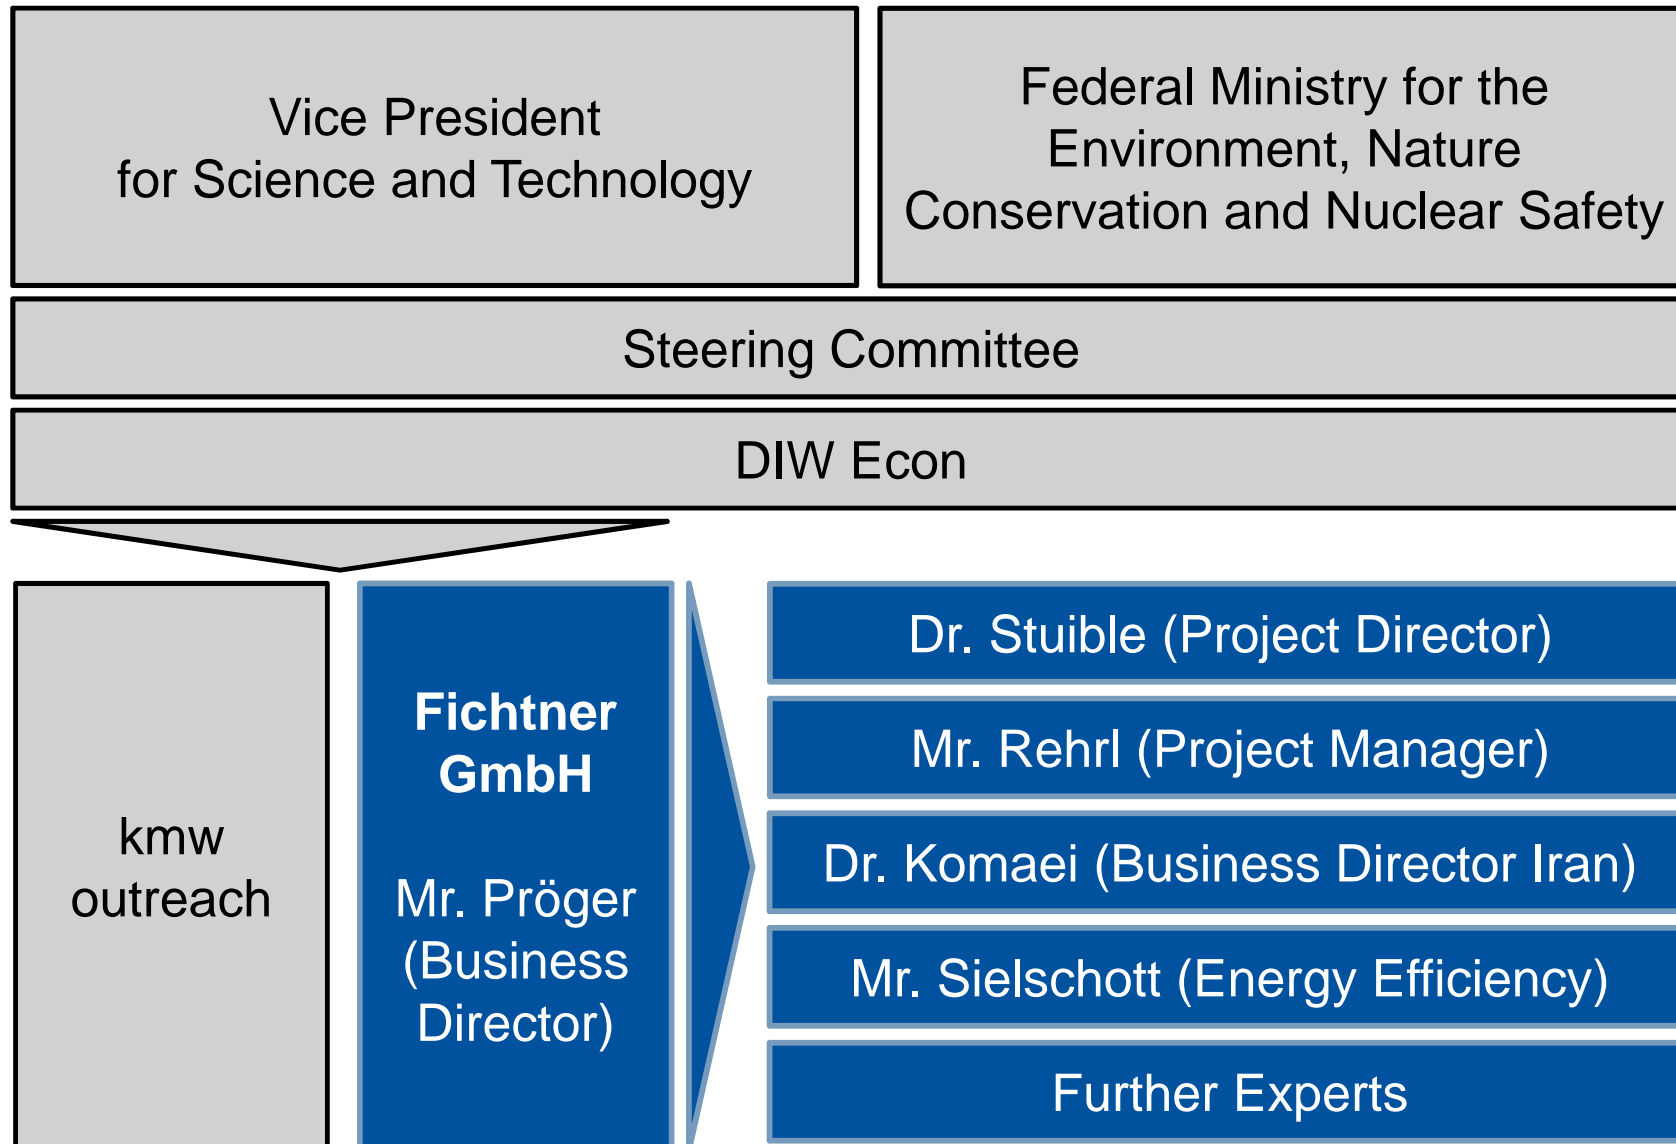 Vice President
for Science and Technology
Federal Ministry for the
Environment, Nature
Conservation and Nuclear Safety
Steering Committee
DIW Econ
kmw
outreach
Fichtner
GmbH
Mr. Pröger
(Business
Director)
Dr. Stuible (Project Director)
Mr. Rehrl (Project Manager)
Dr. Komaei (Business Director Iran)
Mr. Sielschott (Energy Efficiency)
Further Experts